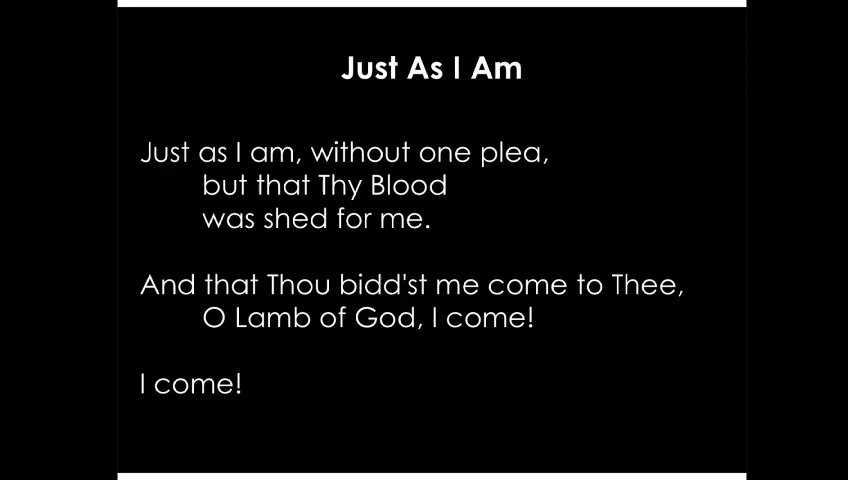 Just As I Am
Just as I am, without one plea,
but that Thy Blood
was shed for me.
And that Thou bidd'st me come to Thee,
O Lamb of God, I come!
I come!